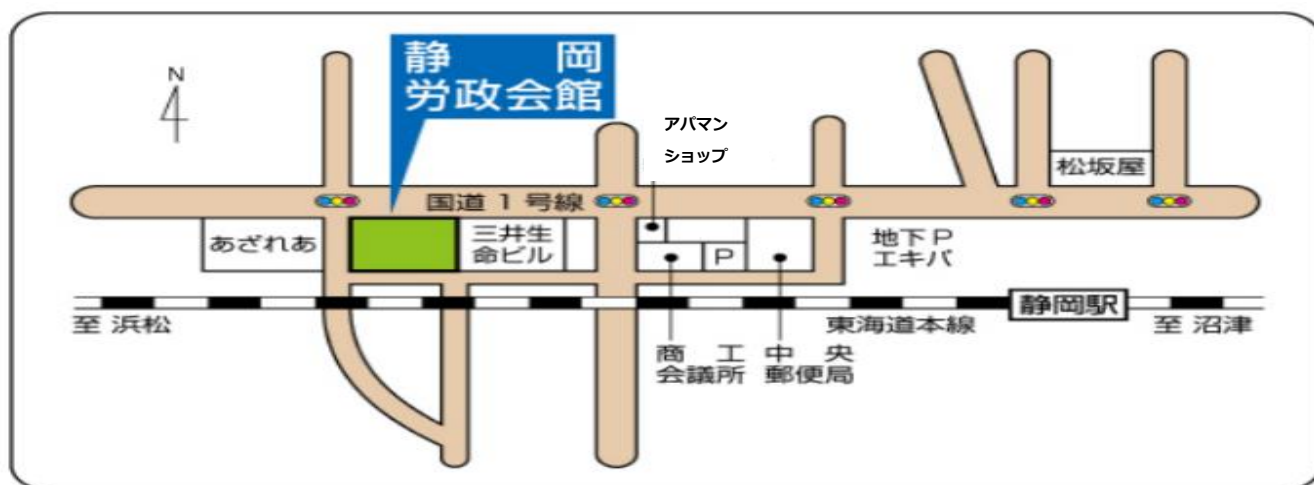 静岡
労政会館
N
アパマン
ショップ
松坂屋
国道1号線
あざれあ
三井生
命ビル
P
地下P
エキパ
静岡駅
至 浜松
東海道本線
至 沼津
商工
会議所
中央
郵便局